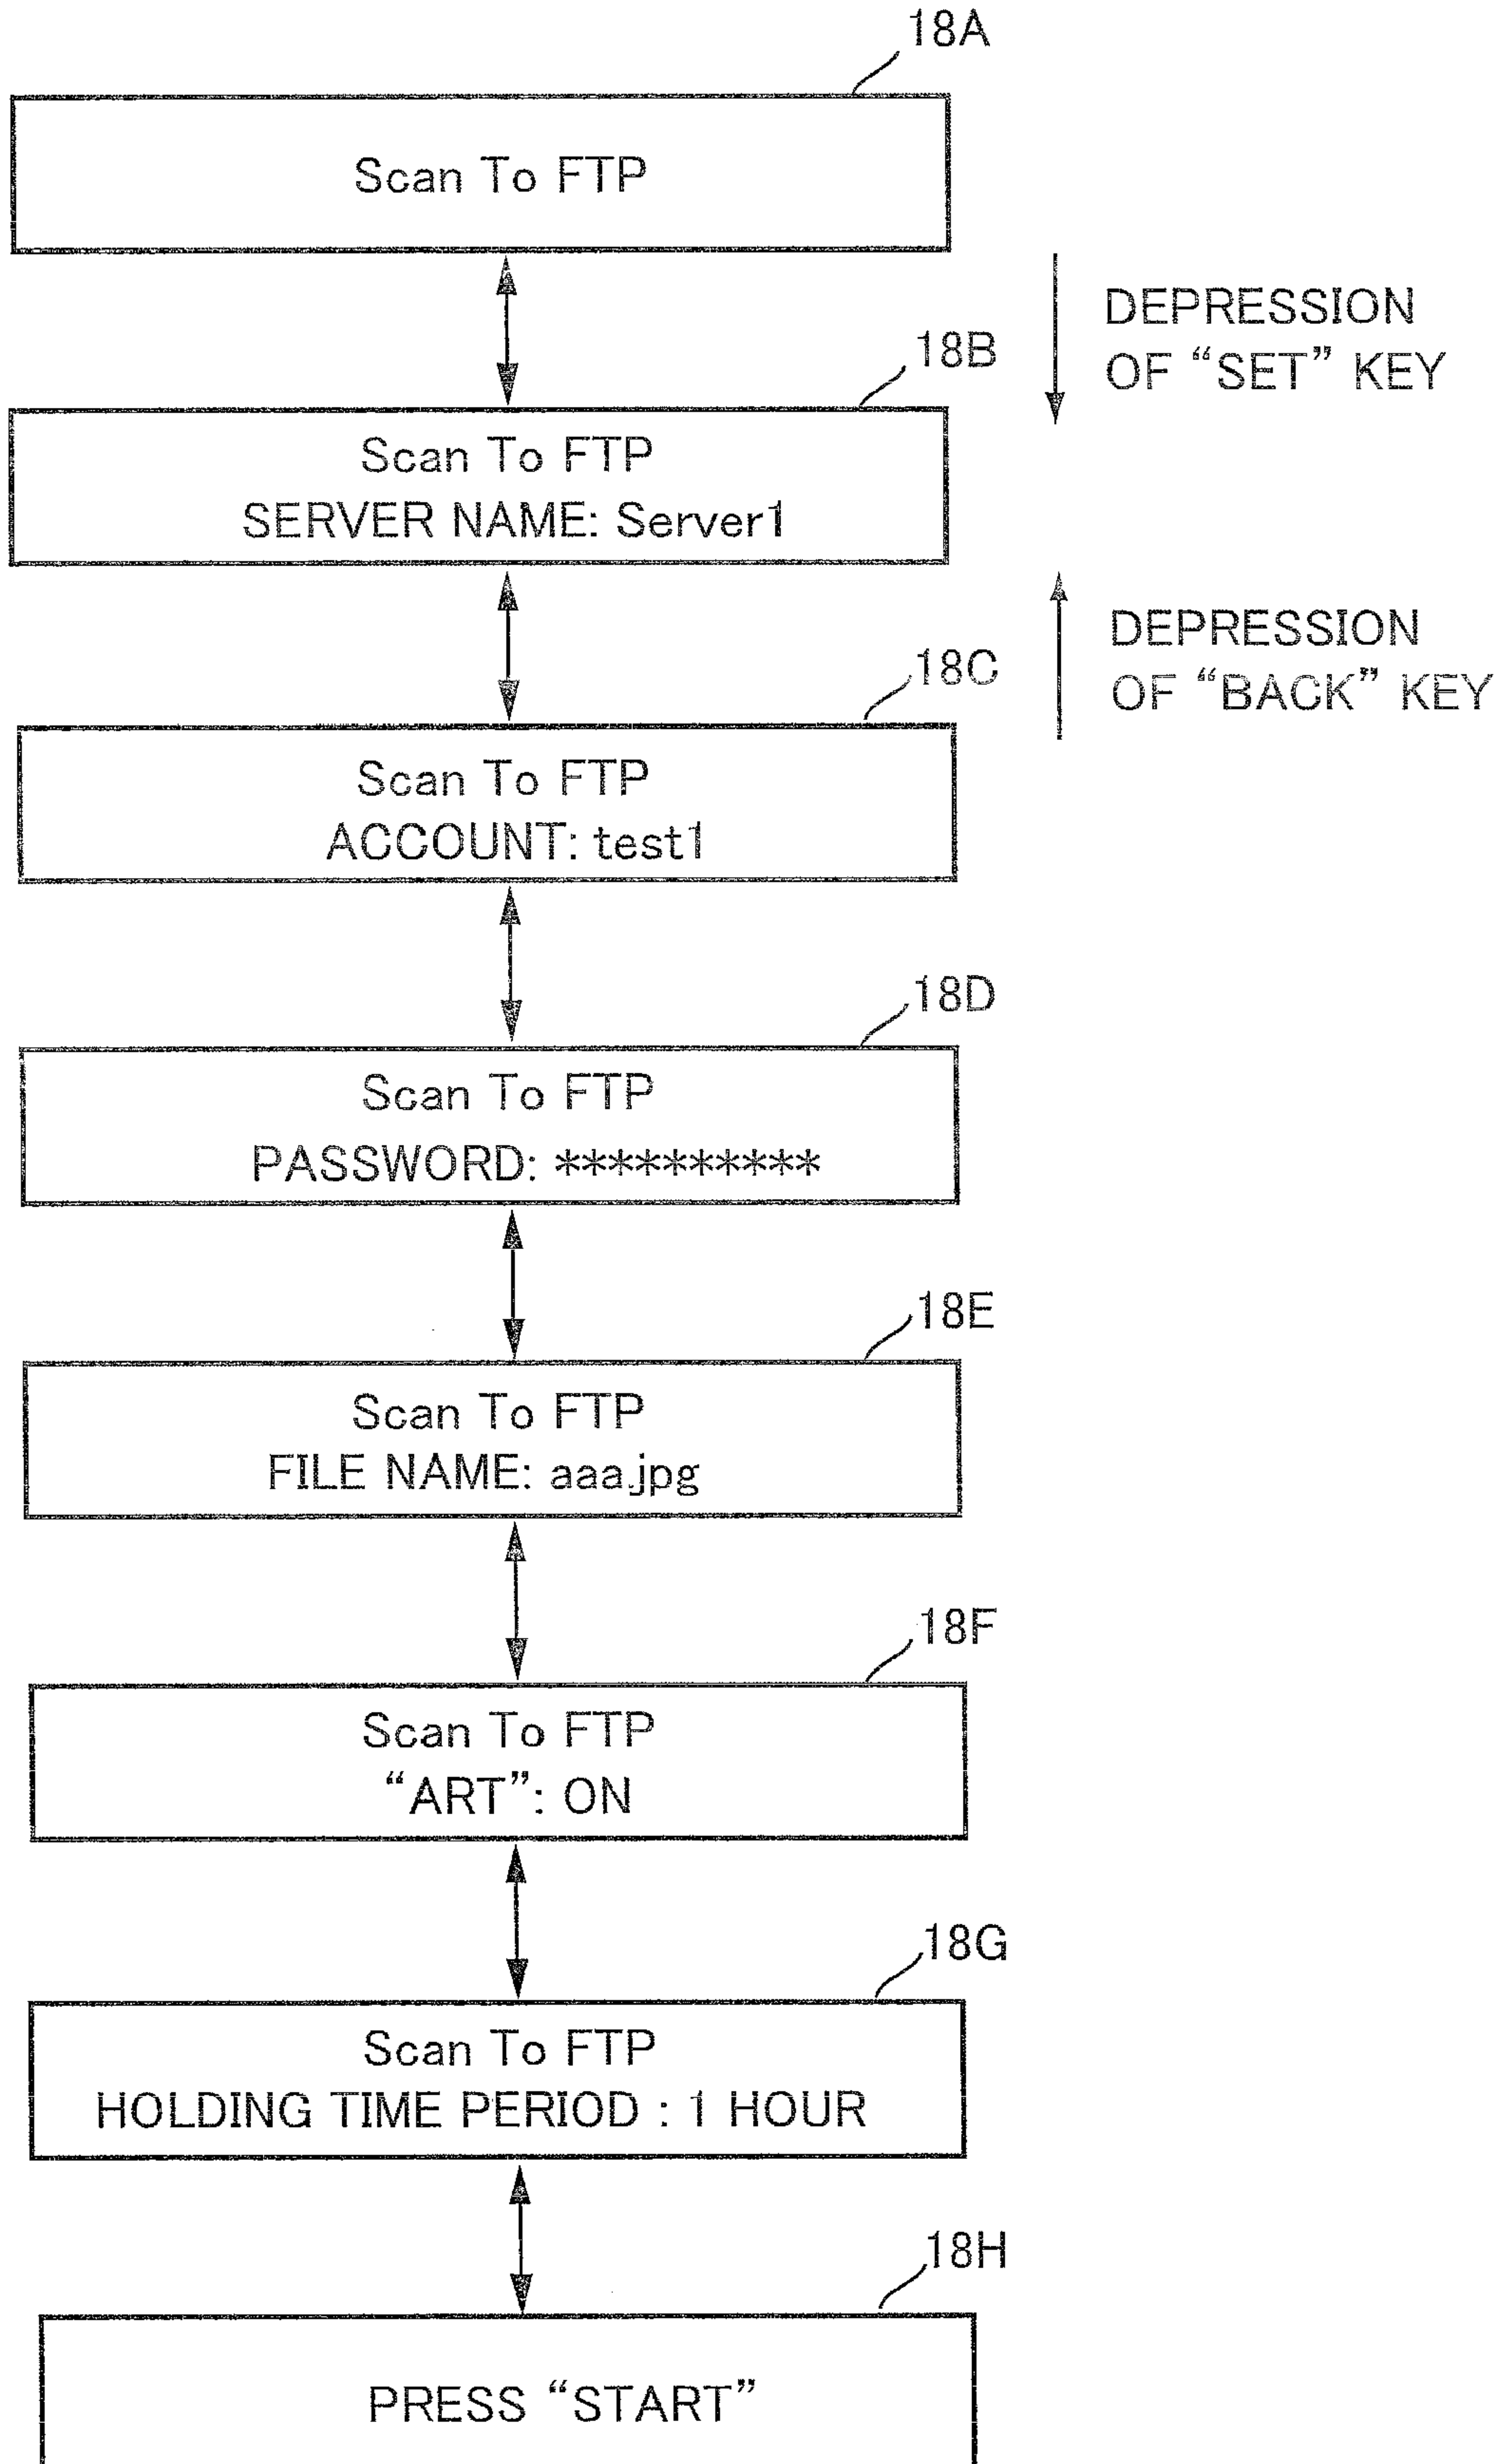 18A
Scan To FTP
DEPRESSION
OF “SET” KEY
18B
Scan To FTP
SERVER NAME: Server1
DEPRESSION
OF “BACK” KEY
18C
Scan To FTP
ACCOUNT: test1
18D
Scan To FTP
PASSWORD: **********
18E
Scan To FTP
FILE NAME: aaa.jpg
18F
Scan To FTP
“ART”: ON
18G
Scan To FTP
HOLDING TIME PERIOD : 1 HOUR
18H
PRESS “START”